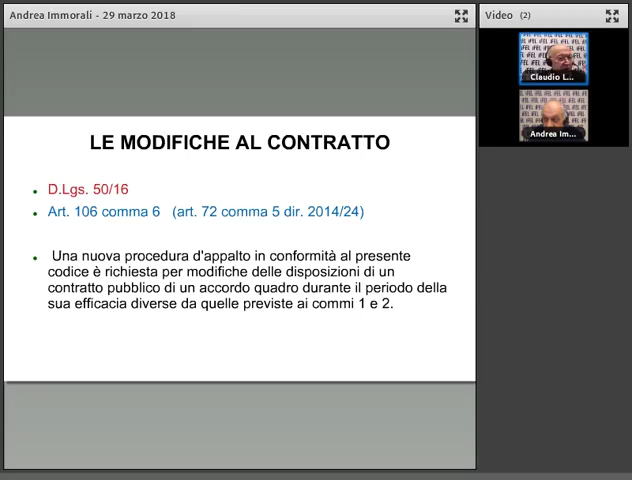 Andrea Immorali - 29 marzo 2018
Video (2)
IFEL
Claudio L...
IFEL
Andrea Im...
LE MODIFICHE AL CONTRATTO
D.Lgs. 50/16
Art. 106 comma 6 (art. 72 comma 5 dir. 2014/24)
Una nuova procedura d'appalto in conformità al presente
codice è richiesta per modifiche delle disposizioni di un
contratto pubblico di un accordo quadro durante il periodo della
sua efficacia diverse da quelle previste ai commi 1 e 2.